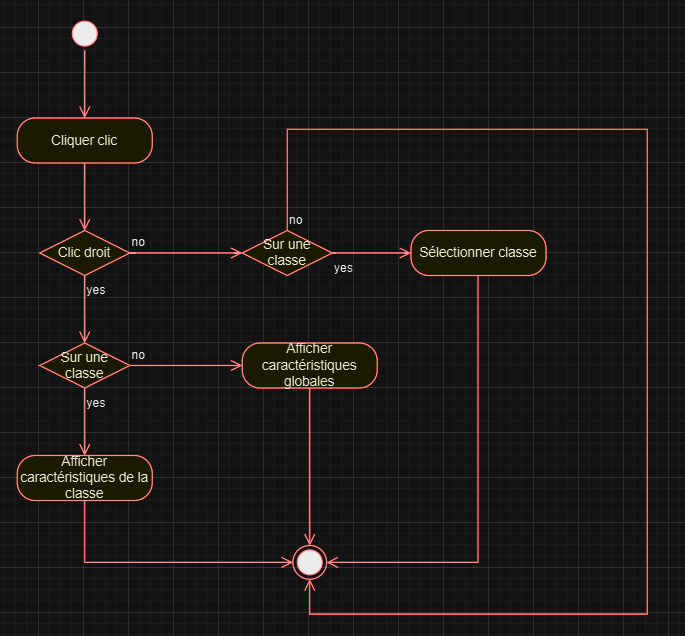 Cliquer clic
no
Clic droit
no
Sur une
classe
Sélectionner classe
yes
yes
Sur une
classe
no
Afficher
caractéristiques
globales
yes
Afficher
caractéristiques de la
classe